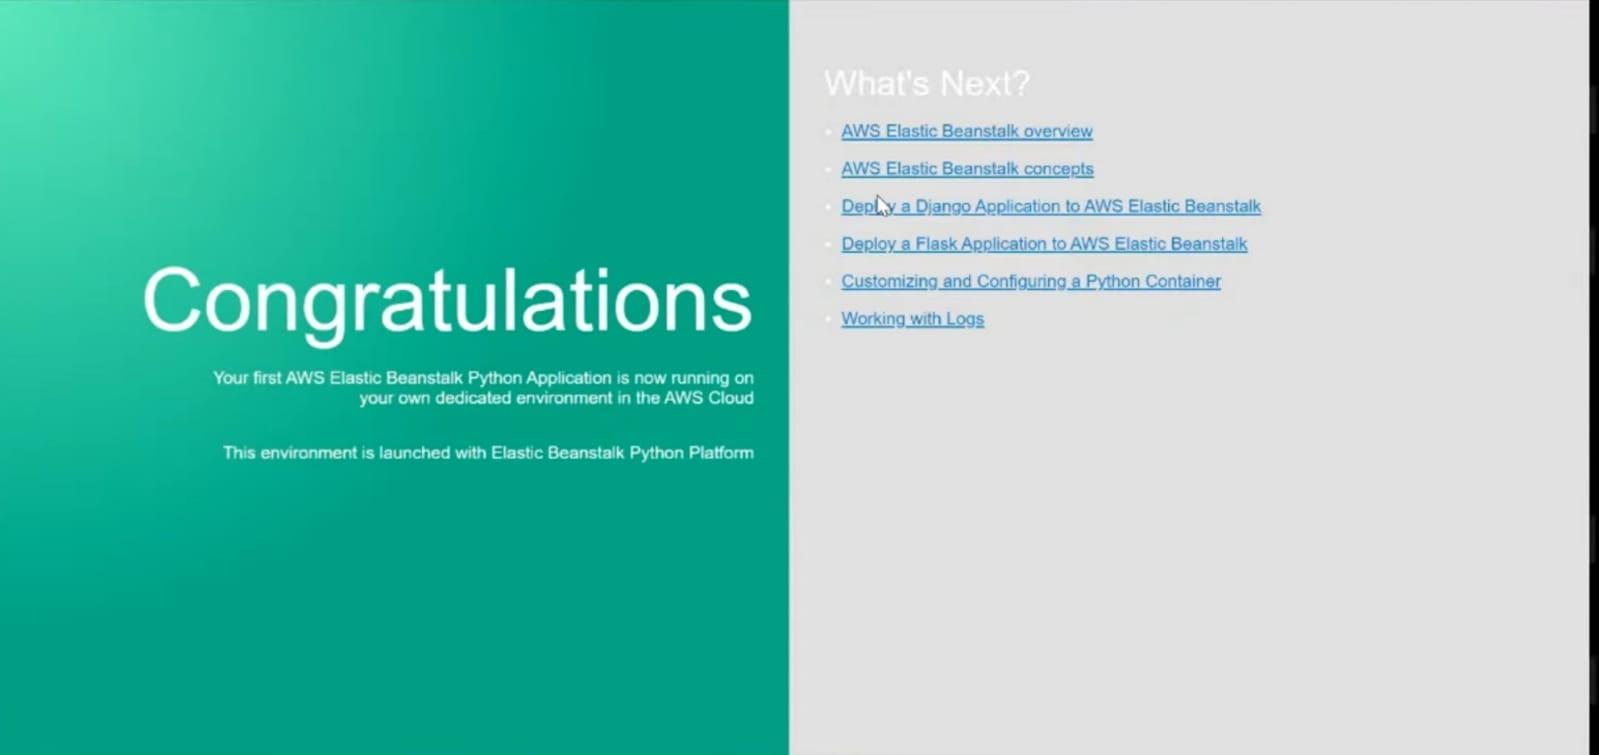 Congratulations
Your first AWS Elastic Beanstalk Python Application is now running on
your own dedicated environment in the AWS Cloud
This environment is launched with Elastic Beanstalk Python Platform
What's Next?
AWS Elastic Beanstalk overview
AWS Elastic Beanstalk concepts
Deploy a Django Application to AWS Elastic Beanstalk
Deploy a Flask Application to AWS Elastic Beanstalk
Customizing and Configuring a Python Container
Working with Logs